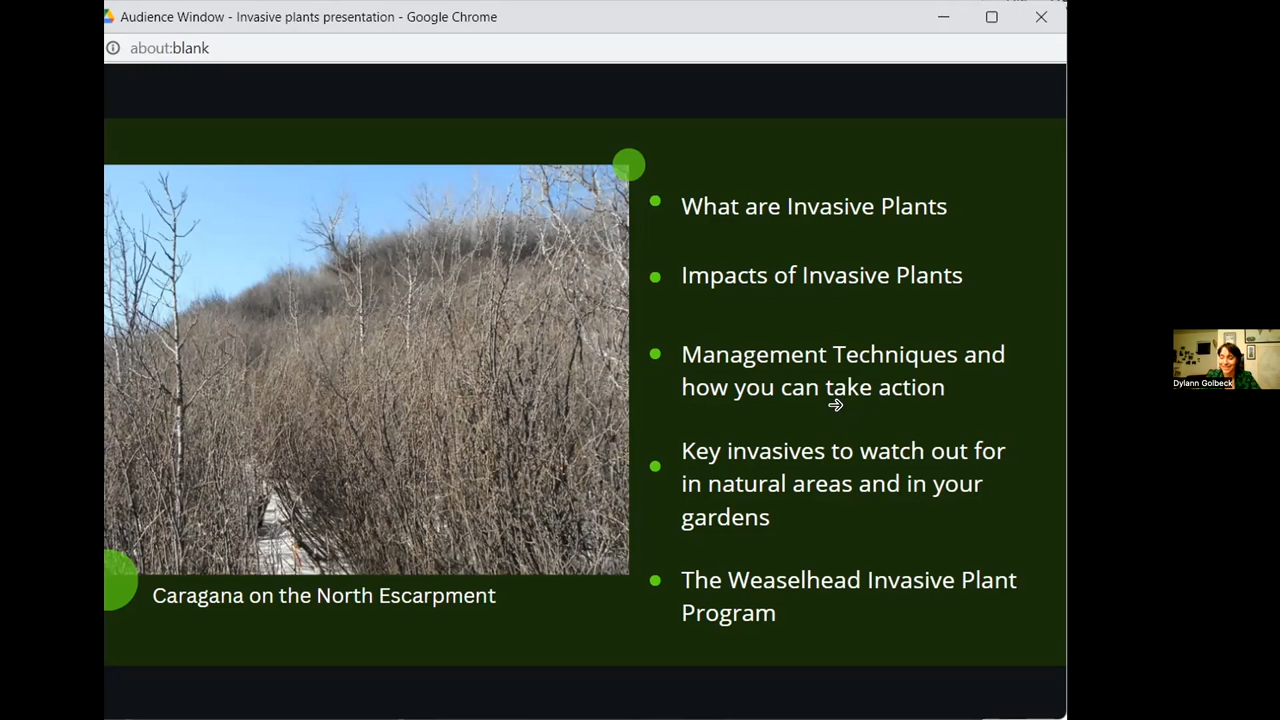 Audience Window - Invasive plants presentation - Google Chrome
about:blank
What are Invasive Plants
Impacts of Invasive Plants
Management Techniques and
how you can take action
Key invasives to watch out for
in natural areas and in your
gardens
The Weaselhead Invasive Plant
Program
Caragana on the North Escarpment
Dylann Golbeck